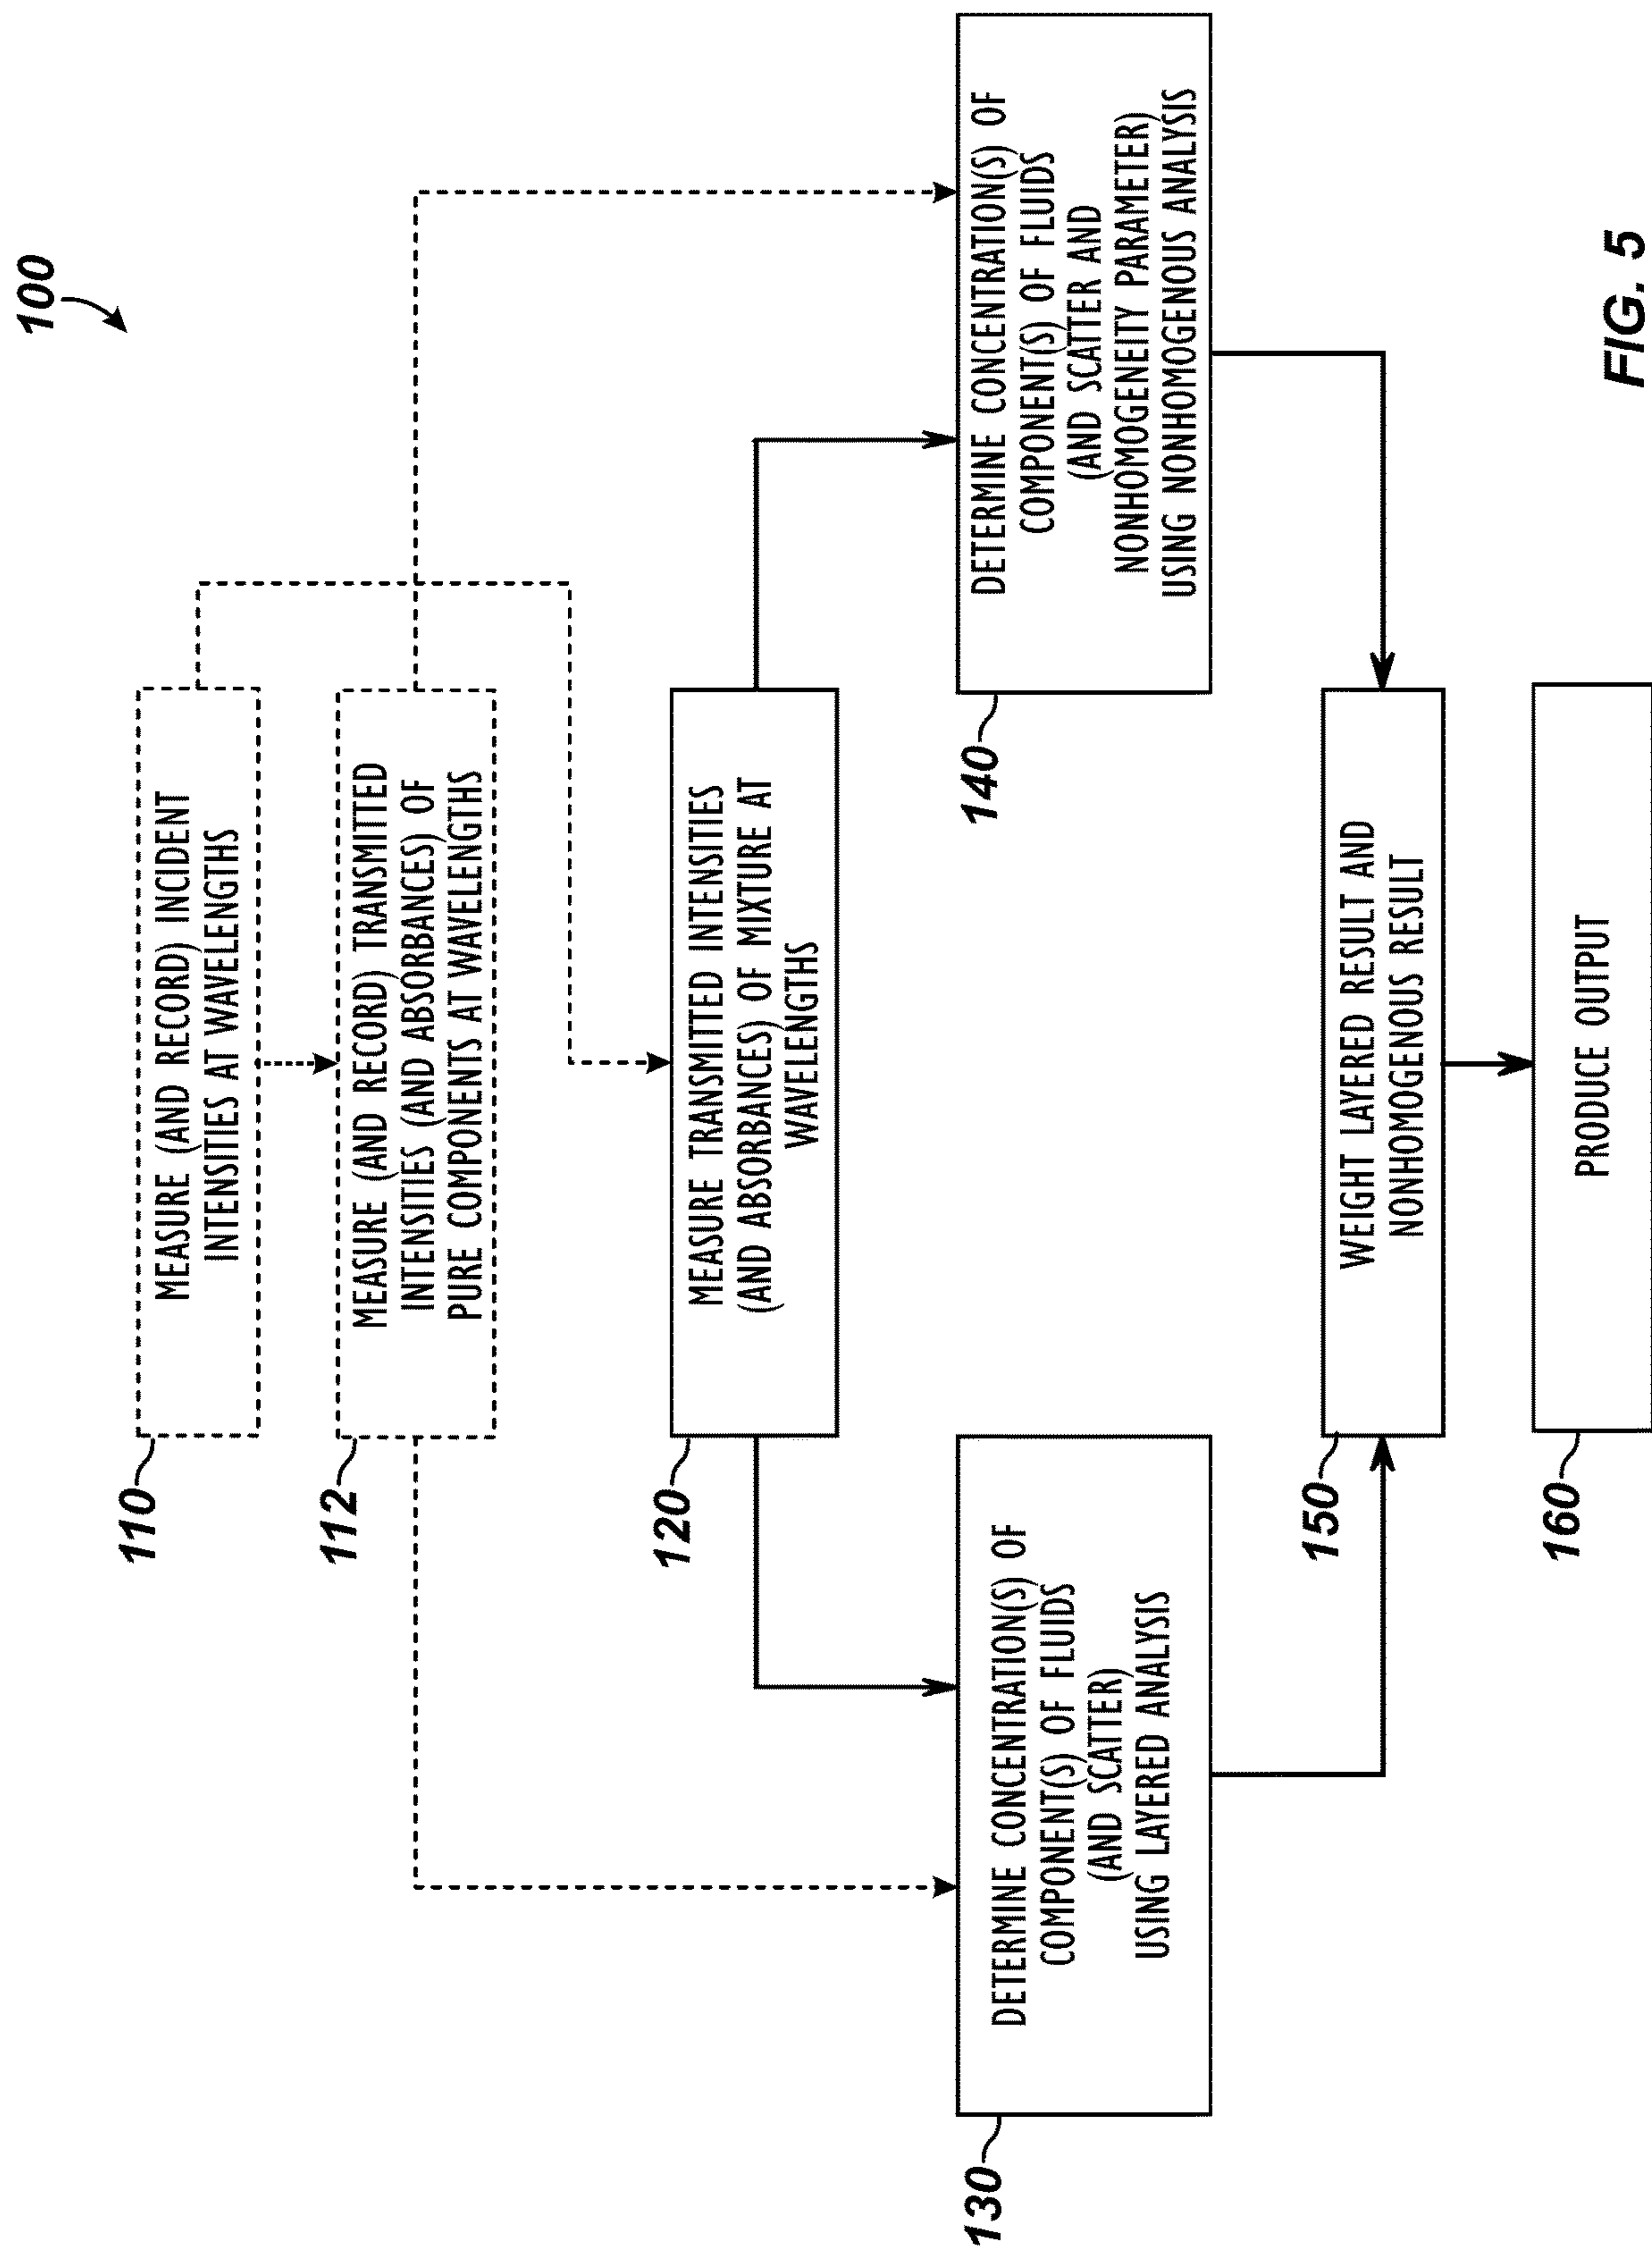 100
110
MEASURE (AND RECORD) INCIDENT
INTENSITIES AT WAVELENGTHS
112
MEASURE (AND RECORD) TRANSMITTED
INTENSITIES (AND ABSORBANCES) OF
PURE COMPONENTS AT WAVELENGTHS
120
MEASURE TRANSMITTED INTENSITIES
(AND ABSORBANCES) OF MIXTURE AT
WAVELENGTHS
130
DETERMINE CONCENTRATION(S) OF
COMPONENT(S) OF FLUIDS
(AND SCATTER)
USING LAYERED ANALYSIS
140
DETERMINE CONCENTRATION(S) OF
COMPONENT(S) OF FLUIDS
(AND SCATTER AND
NONHOMOGENEITY PARAMETER)
USING NONHOMOGENOUS ANALYSIS
150
WEIGHT LAYERED RESULT AND
NONHOMOGENOUS RESULT
160
PRODUCE OUTPUT
FIG. 5